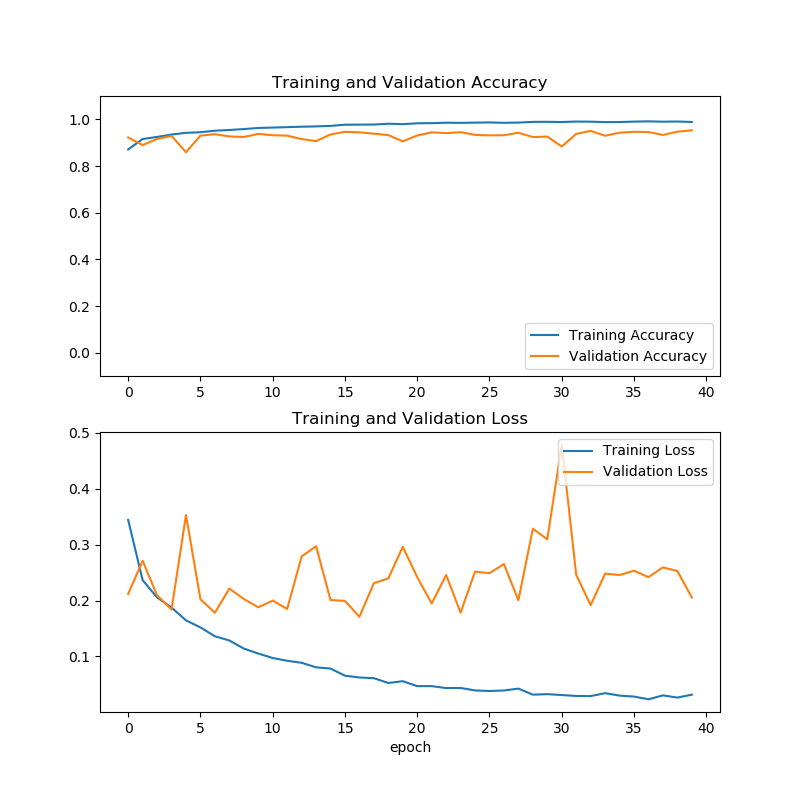 Training and Validation Accuracy
1.0
0.8
0.6
0.4
0.2
0.0
Training Accuracy
Validation Accuracy
0 5 10 15 20 25 30 35 40
Training and Validation Loss
0.5
0.4
0.3
0.2
0.1
Training Loss
Validation Loss
0 5 10 15 20 25 30 35 40
epoch